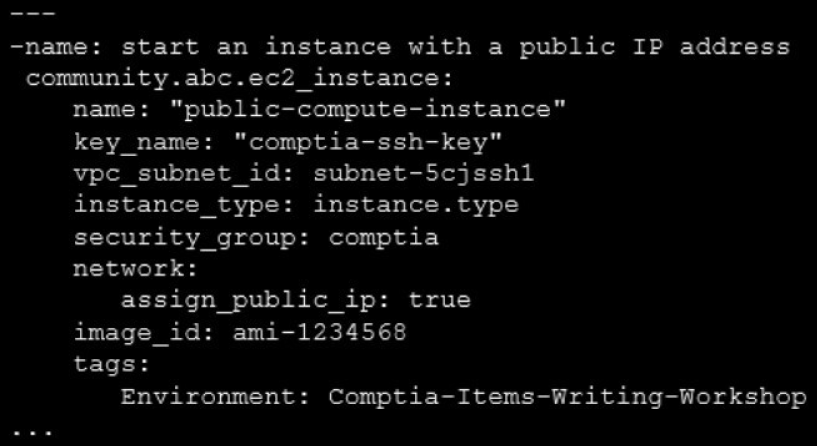 ---
-name: start an instance with a public IP address
community.abc.ec2_instance:
name: "public-compute-instance"
key_name: "comptia-ssh-key"
vpc_subnet_id: subnet-5cjssh1
instance_type: instance.type
security_group: comptia
network:
assign_public_ip: true
image_id: ami-1234568
tags:
Environment: Comptia-Items-Writing-Workshop
...